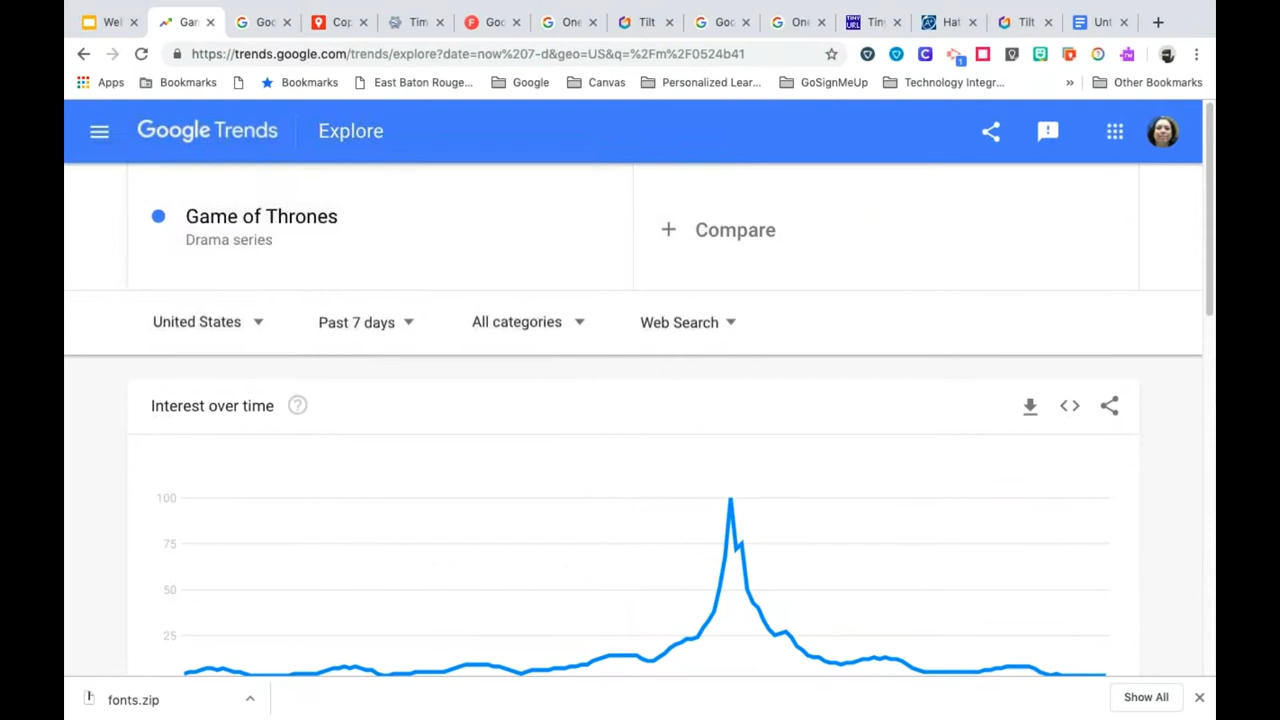 Wel Gan Goo Cop Tim Goo One Tilt Goo One Tiny Hat Tilt Unt
https://trends.google.com/trends/explore?date=now%207-d&geo=US&q=%2Fm%2F0524b41
Apps Bookmarks Bookmarks East Baton Rouge... Google Canvas Personalized Lear... GoSignMeUp Technology Integr... » Other Bookmarks
Google Trends Explore
Game of Thrones
Drama series
+ Compare
United States Past 7 days All categories Web Search
Interest over time ?
100
75
50
25
fonts.zip Show All